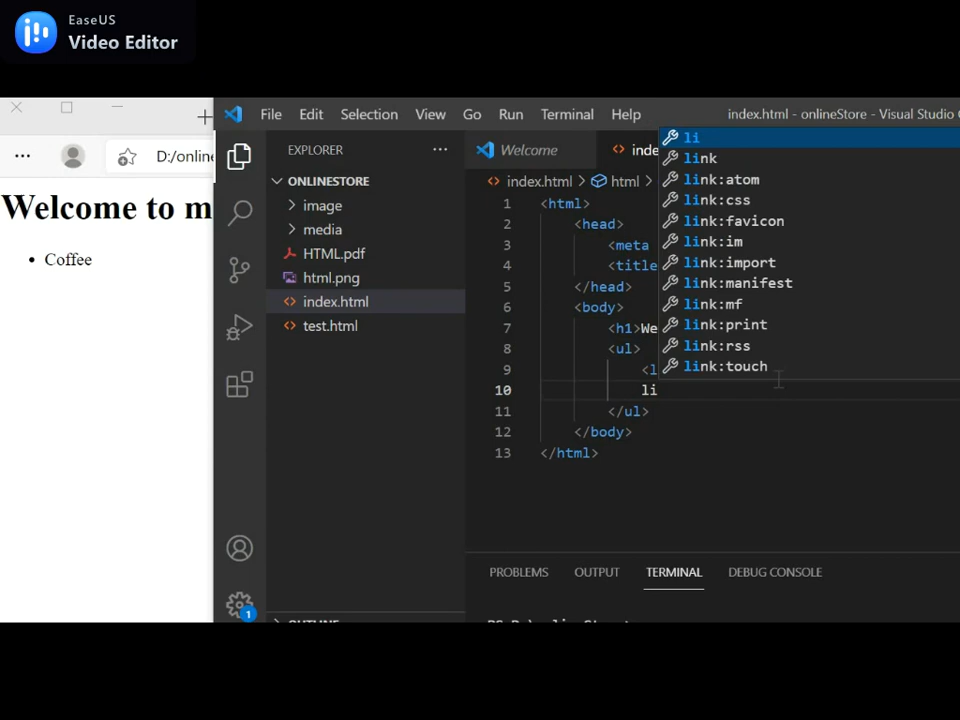 EaseUS
Video Editor
File Edit Selection View Go Run Terminal Help
index.html - onlineStore - Visual Studio
D:/online
Welcome to m
Coffee
EXPLORER
ONLINESTORE
image
media
HTML.pdf
html.png
index.html
test.html
1
Welcome
index.html > html >
1 <html>
2 <head>
3 <meta
4 <title
5 </head>
6 <body>
7 <h1>We
8 <ul>
9 <l
10 li
11 </ul>
12 </body>
13 </html>
li
link
link:atom
link:css
link:favicon
link:im
link:import
link:manifest
link:mf
link:print
link:rss
link:touch
PROBLEMS OUTPUT TERMINAL DEBUG CONSOLE